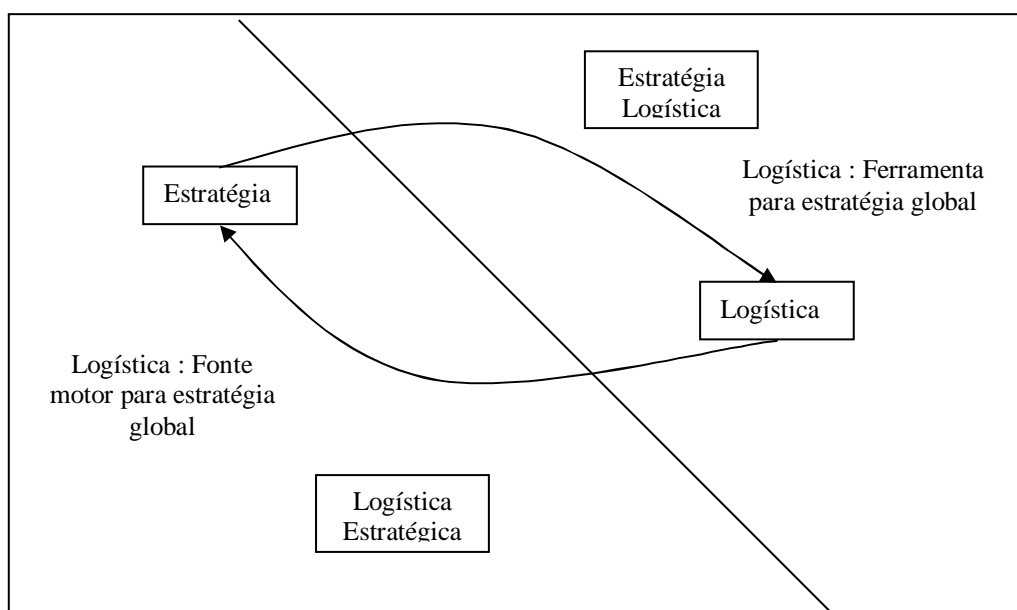 Estratégia
Logística
Estratégia
Logística : Ferramenta
para estratégia global
Logística
Logística : Fonte
motor para estratégia
global
Logística
Estratégica